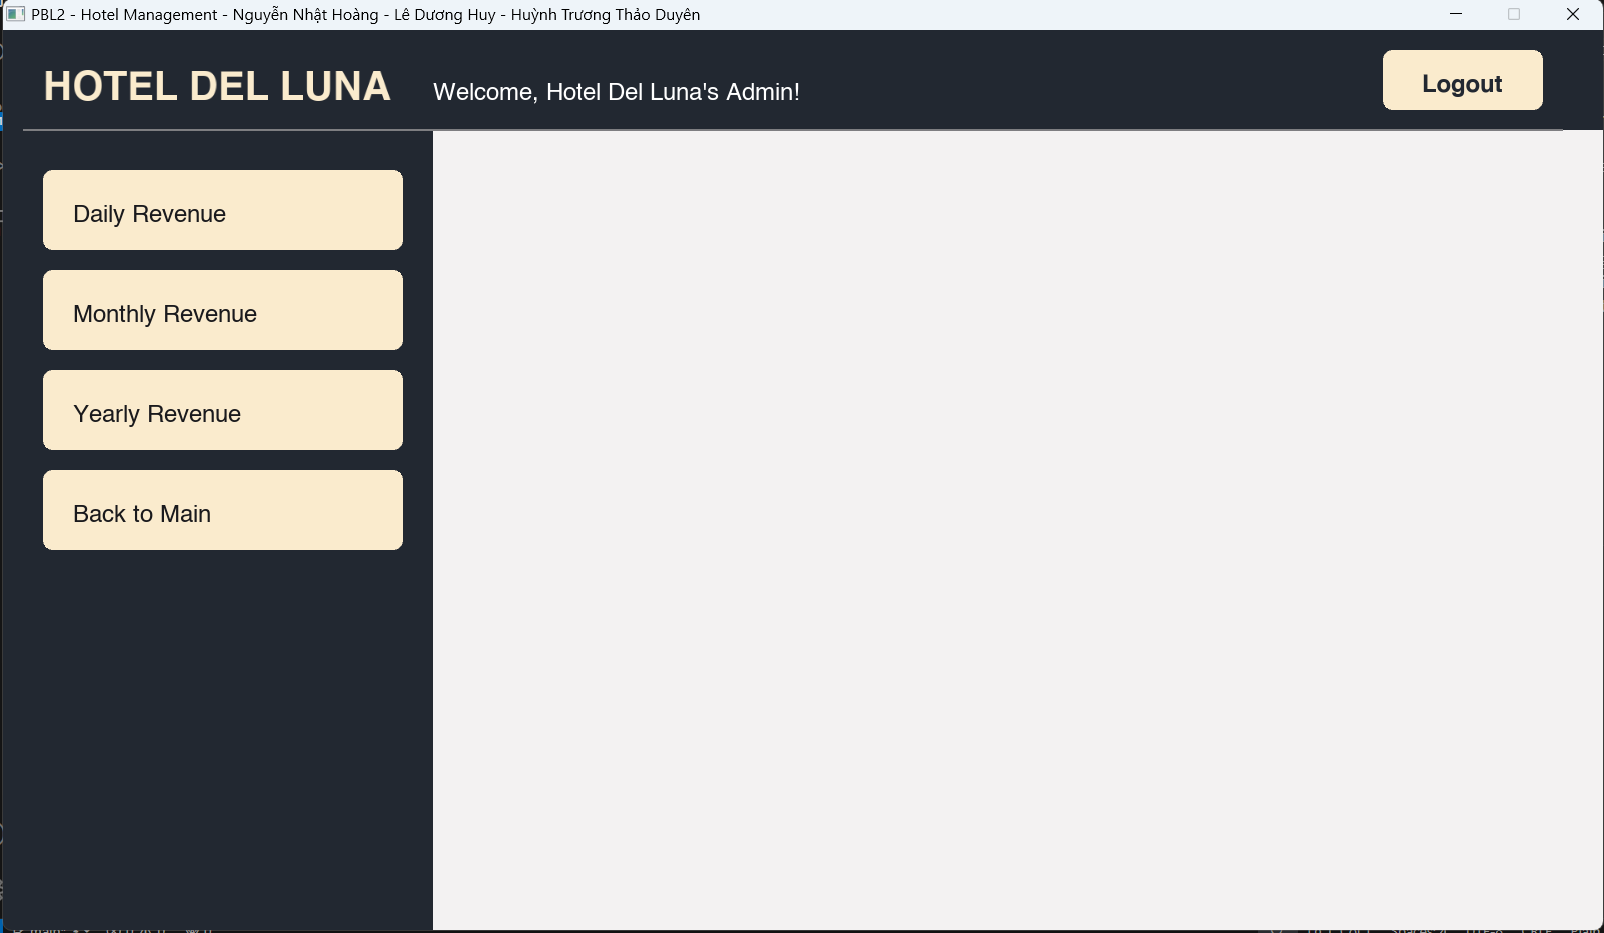 PBL2 - Hotel Management - Nguyễn Nhật Hoàng - Lê Dương Huy - Huỳnh Trương Thảo Duyên
HOTEL DEL LUNA
Welcome, Hotel Del Luna's Admin!
Logout
Daily Revenue
Monthly Revenue
Yearly Revenue
Back to Main